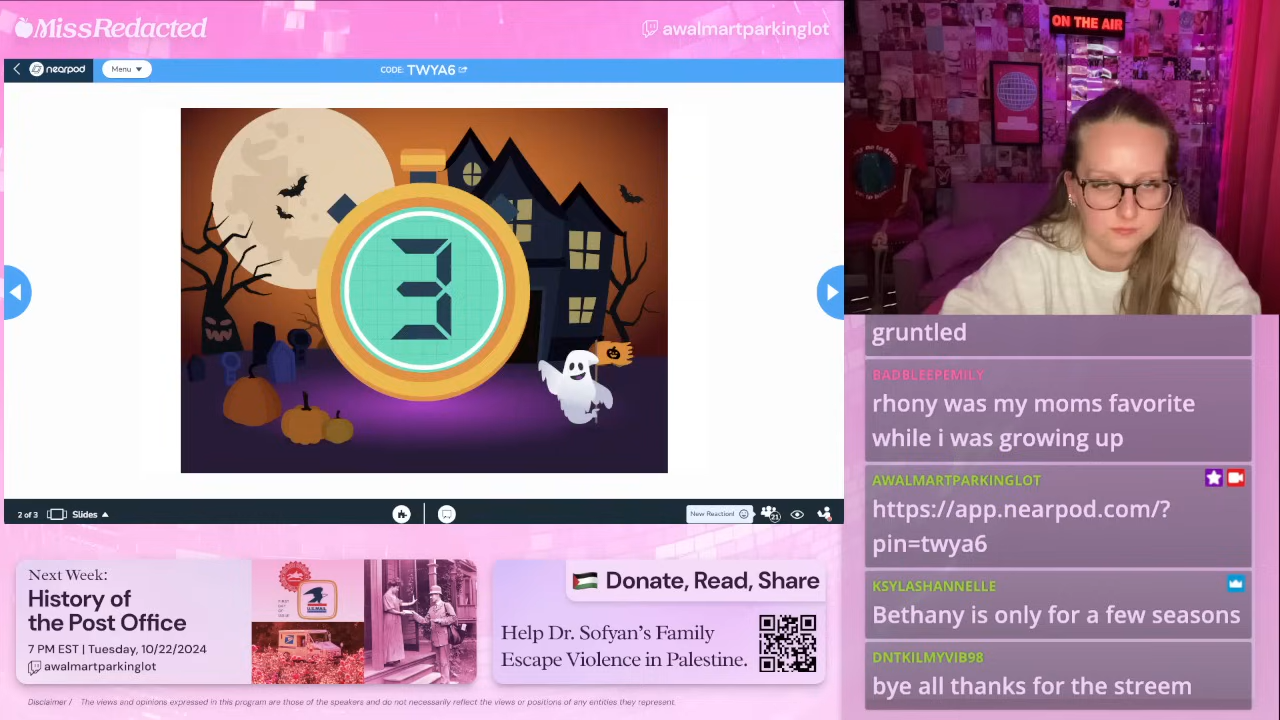 MissRedacted
awalmartparkinglot
nearpod
Menu
CODE: TWYA6
3
2 of 3
Slides
New Reaction!
21
ON THE AIR
gruntled
BADBLEEPEMILY
rhony was my moms favorite
while i was growing up
AWALMARTPARKINGLOT
https://app.nearpod.com/?
pin=twya6
KSYLASHANNELLE
Bethany is only for a few seasons
DNTKILMYVIB98
bye all thanks for the streem
Next Week:
History of
the Post Office
7 PM EST | Tuesday, 10/22/2024
awalmartparkinglot
U.S.MAIL
Donate, Read, Share
Help Dr. Sofyan's Family
Escape Violence in Palestine.
Disclaimer / The views and opinions expressed in this program are those of the speakers and do not necessarily reflect the views or positions of any entities they represent.